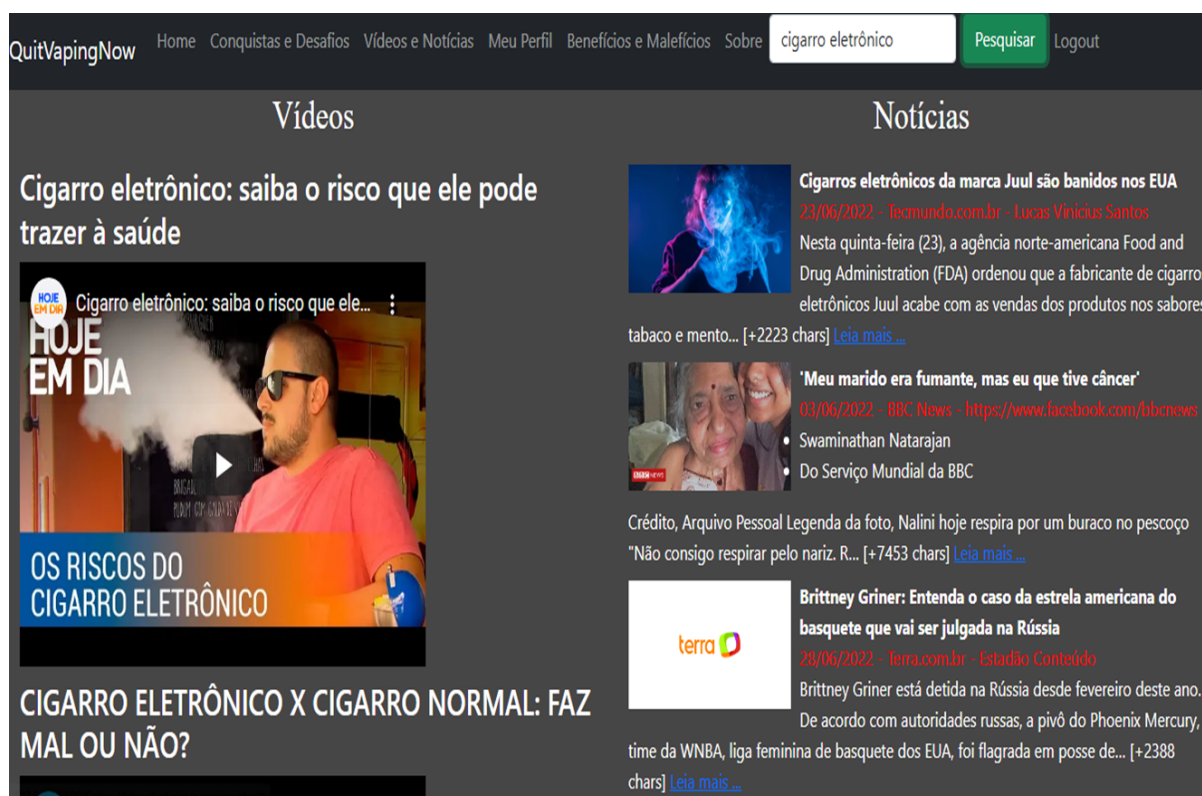 QuitVapingNow Home Conquistas e Desafios Vídeos e Notícias Meu Perfil Benefícios e Malefícios Sobre cigarro eletrônico Pesquisar Logout
Vídeos
Cigarro eletrônico: saiba o risco que ele pode
trazer à saúde
HOJE
EM DIA
Cigarro eletrônico: saiba o risco que ele...
HOJE
EM DIA
OS RISCOS DO
CIGARRO ELETRÔNICO
CIGARRO ELETRÔNICO X CIGARRO NORMAL: FAZ
MAL OU NÃO?
Notícias
Cigarros eletrônicos da marca Juul são banidos nos EUA
23/06/2022 - Tecmundo.com.br - Lucas Vinicius Santos
Nesta quinta-feira (23), a agência norte-americana Food and
Drug Administration (FDA) ordenou que a fabricante de cigarros
eletrônicos Juul acabe com as vendas dos produtos nos sabores
tabaco e mento... [+2223 chars] Leia mais ...
BBC NEWS
'Meu marido era fumante, mas eu que tive câncer'
03/06/2022 - BBC News - https://www.facebook.com/bbcnews
Swaminathan Natarajan
Do Serviço Mundial da BBC
Crédito, Arquivo Pessoal Legenda da foto, Nalini hoje respira por um buraco no pescoço
"Não consigo respirar pelo nariz. R... [+7453 chars] Leia mais ...
terra
Brittney Griner: Entenda o caso da estrela americana do
basquete que vai ser julgada na Rússia
28/06/2022 - Terra.com.br - Estadão Conteúdo
Brittney Griner está detida na Rússia desde fevereiro deste ano.
De acordo com autoridades russas, a pivô do Phoenix Mercury,
time da WNBA, liga feminina de basquete dos EUA, foi flagrada em posse de... [+2388
chars] Leia mais ...